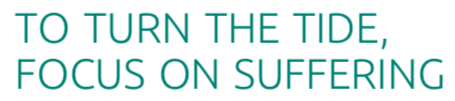 TO TURN THE TIDE,
FOCUS ON SUFFERING